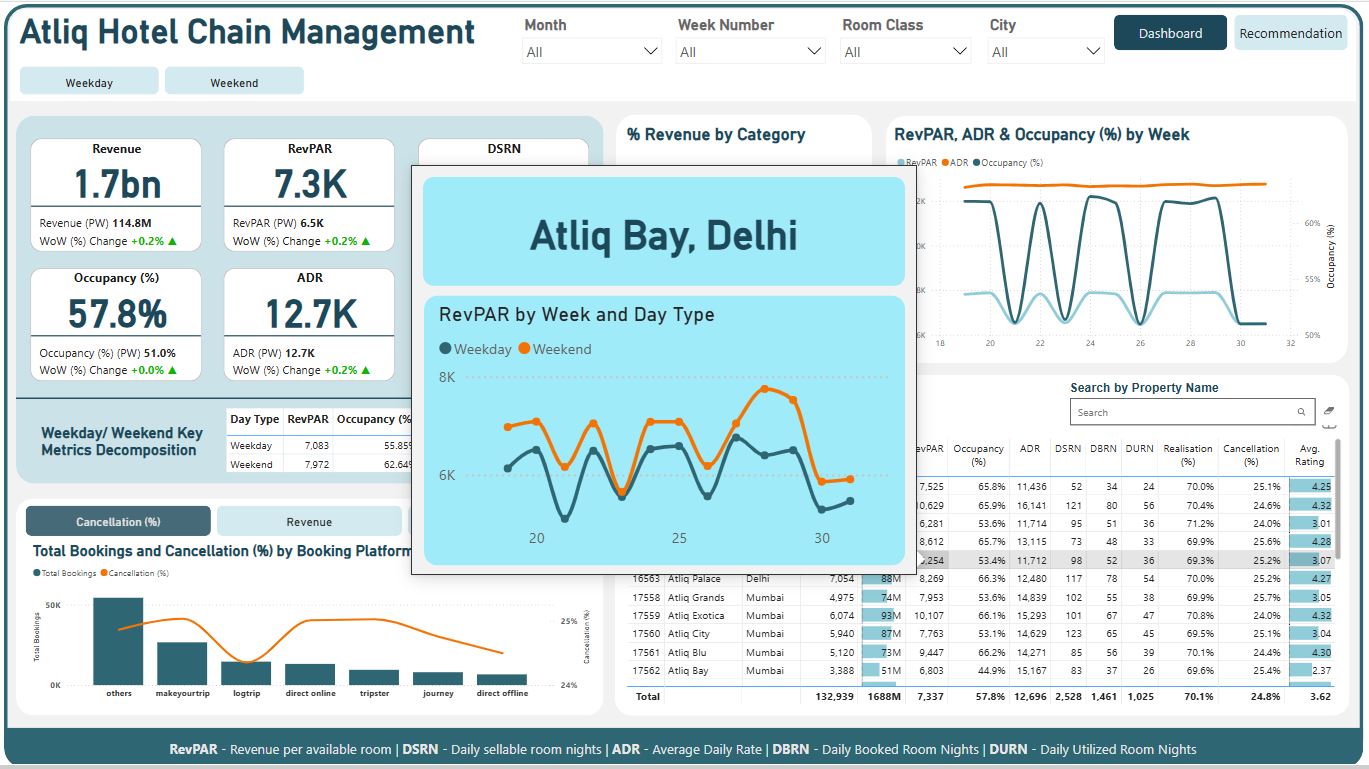 Atliq Hotel Chain Management
Month
Week Number
Room Class
City
All
All
All
All
Dashboard
Recommendation
Weekday
Weekend
Revenue
1.7bn
Revenue (PW) 114.8M
WoW (%) Change +0.2% ▲
RevPAR
7.3K
RevPAR (PW) 6.5K
WoW (%) Change +0.2% ▲
DSRN
Occupancy (%)
57.8%
Occupancy (%) (PW) 51.0%
WoW (%) Change +0.0% ▲
ADR
12.7K
ADR (PW) 12.7K
WoW (%) Change +0.2% ▲
Weekday/ Weekend Key
Metrics Decomposition
Day Type RevPAR Occupancy (%
Weekday 7,083 55.85%
Weekend 7,972 62.64%
% Revenue by Category
RevPAR, ADR & Occupancy (%) by Week
RevPAR ADR Occupancy (%)
60%
55%
50%
Occupancy (%)
18 20 22 24 26 28 30 32
Atliq Bay, Delhi
RevPAR by Week and Day Type
Weekday Weekend
8K
6K
20 25 30
Cancellation (%)
Revenue
Total Bookings and Cancellation (%) by Booking Platform
Total Bookings Cancellation (%)
Total Bookings
50K
0K
25%
24%
Cancellation (%)
others makeyourtrip logtrip direct online tripster journey direct offline
Search by Property Name
Search
evPAR Occupancy (%) ADR DSRN DBRN DURN Realisation (%) Cancellation (%) Avg. Rating
7,525 65.8% 11,436 52 34 24 70.0% 25.1% 4.25
10,629 65.9% 16,141 121 80 56 70.4% 24.6% 4.32
6,281 53.6% 11,714 95 51 36 71.2% 24.0% 3.01
8,612 65.7% 13,115 73 48 33 69.9% 25.6% 4.28
,254 53.4% 11,712 98 52 36 69.3% 25.2% 3.07
16563 Atliq Palace Delhi 7,054 88M 8,269 66.3% 12,480 117 78 54 70.0% 25.2% 4.27
17558 Atliq Grands Mumbai 4,975 74M 7,953 53.6% 14,839 102 55 38 69.9% 25.7% 3.05
17559 Atliq Exotica Mumbai 6,074 93M 10,107 66.1% 15,293 101 67 47 70.8% 24.0% 4.32
17560 Atliq City Mumbai 5,940 87M 7,763 53.1% 14,629 123 65 45 69.5% 25.1% 3.04
17561 Atliq Blu Mumbai 5,120 73M 9,447 66.2% 14,271 85 56 39 70.1% 24.4% 4.30
17562 Atliq Bay Mumbai 3,388 51M 6,803 44.9% 15,167 83 37 26 69.6% 25.4% 2.37
Total 132,939 1688M 7,337 57.8% 12,696 2,528 1,461 1,025 70.1% 24.8% 3.62
RevPAR - Revenue per available room | DSRN - Daily sellable room nights | ADR - Average Daily Rate | DBRN - Daily Booked Room Nights | DURN - Daily Utilized Room Nights